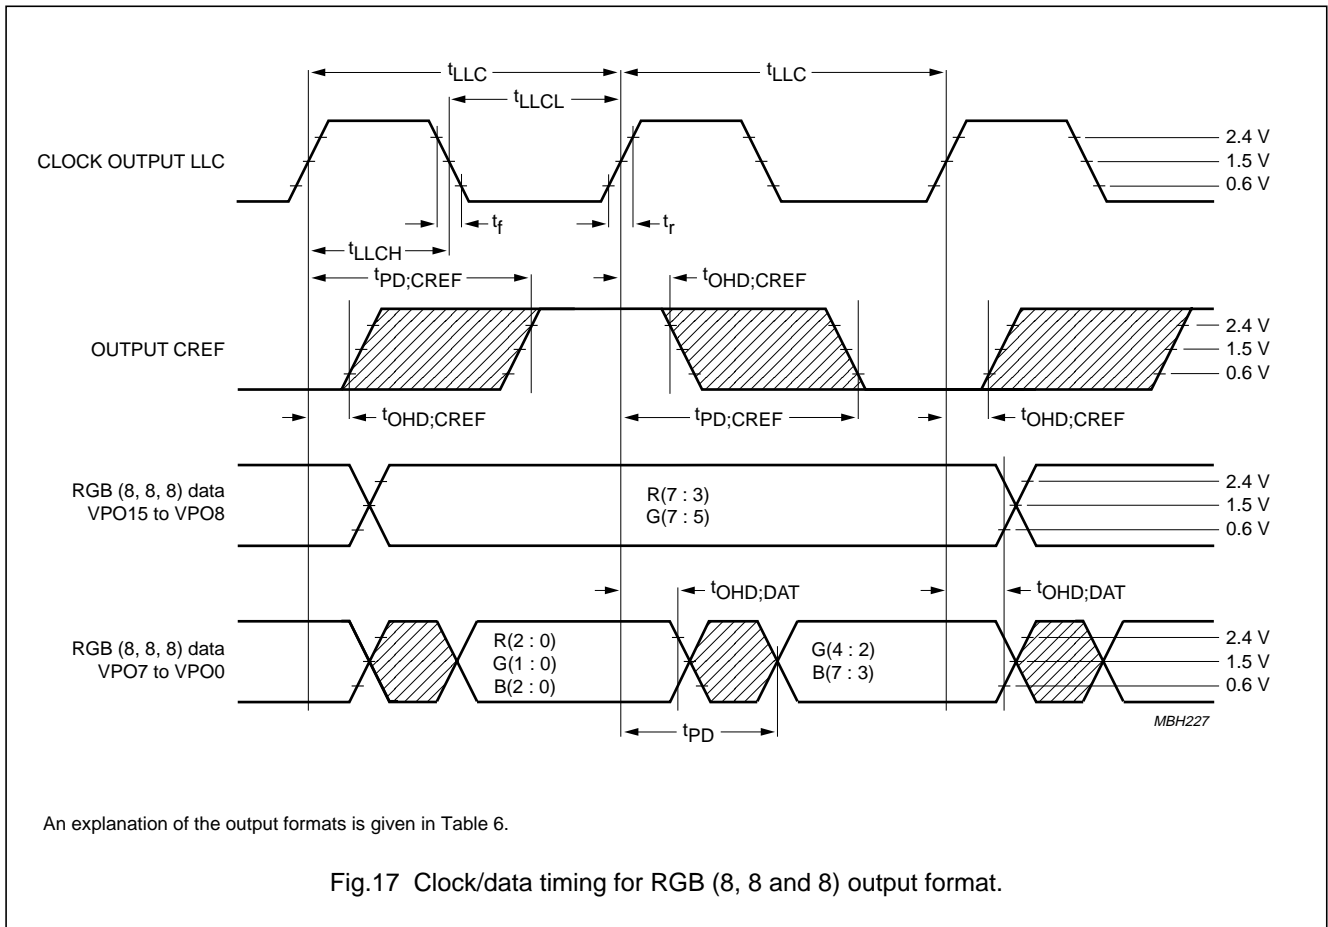 tLLC
tLLC
tLLCL
CLOCK OUTPUT LLC
2.4 V
1.5 V
0.6 V
tf
tr
tLLCH
tPD;CREF
tOHD;CREF
OUTPUT CREF
2.4 V
1.5 V
0.6 V
tOHD;CREF
tPD;CREF
tOHD;CREF
RGB (8, 8, 8) data
VPO15 to VPO8
R(7 : 3)
G(7 : 5)
2.4 V
1.5 V
0.6 V
tOHD;DAT
tOHD;DAT
RGB (8, 8, 8) data
VPO7 to VPO0
R(2 : 0)
G(1 : 0)
B(2 : 0)
G(4 : 2)
B(7 : 3)
2.4 V
1.5 V
0.6 V
tPD
MBH227
An explanation of the output formats is given in Table 6.
Fig.17 Clock/data timing for RGB (8, 8 and 8) output format.